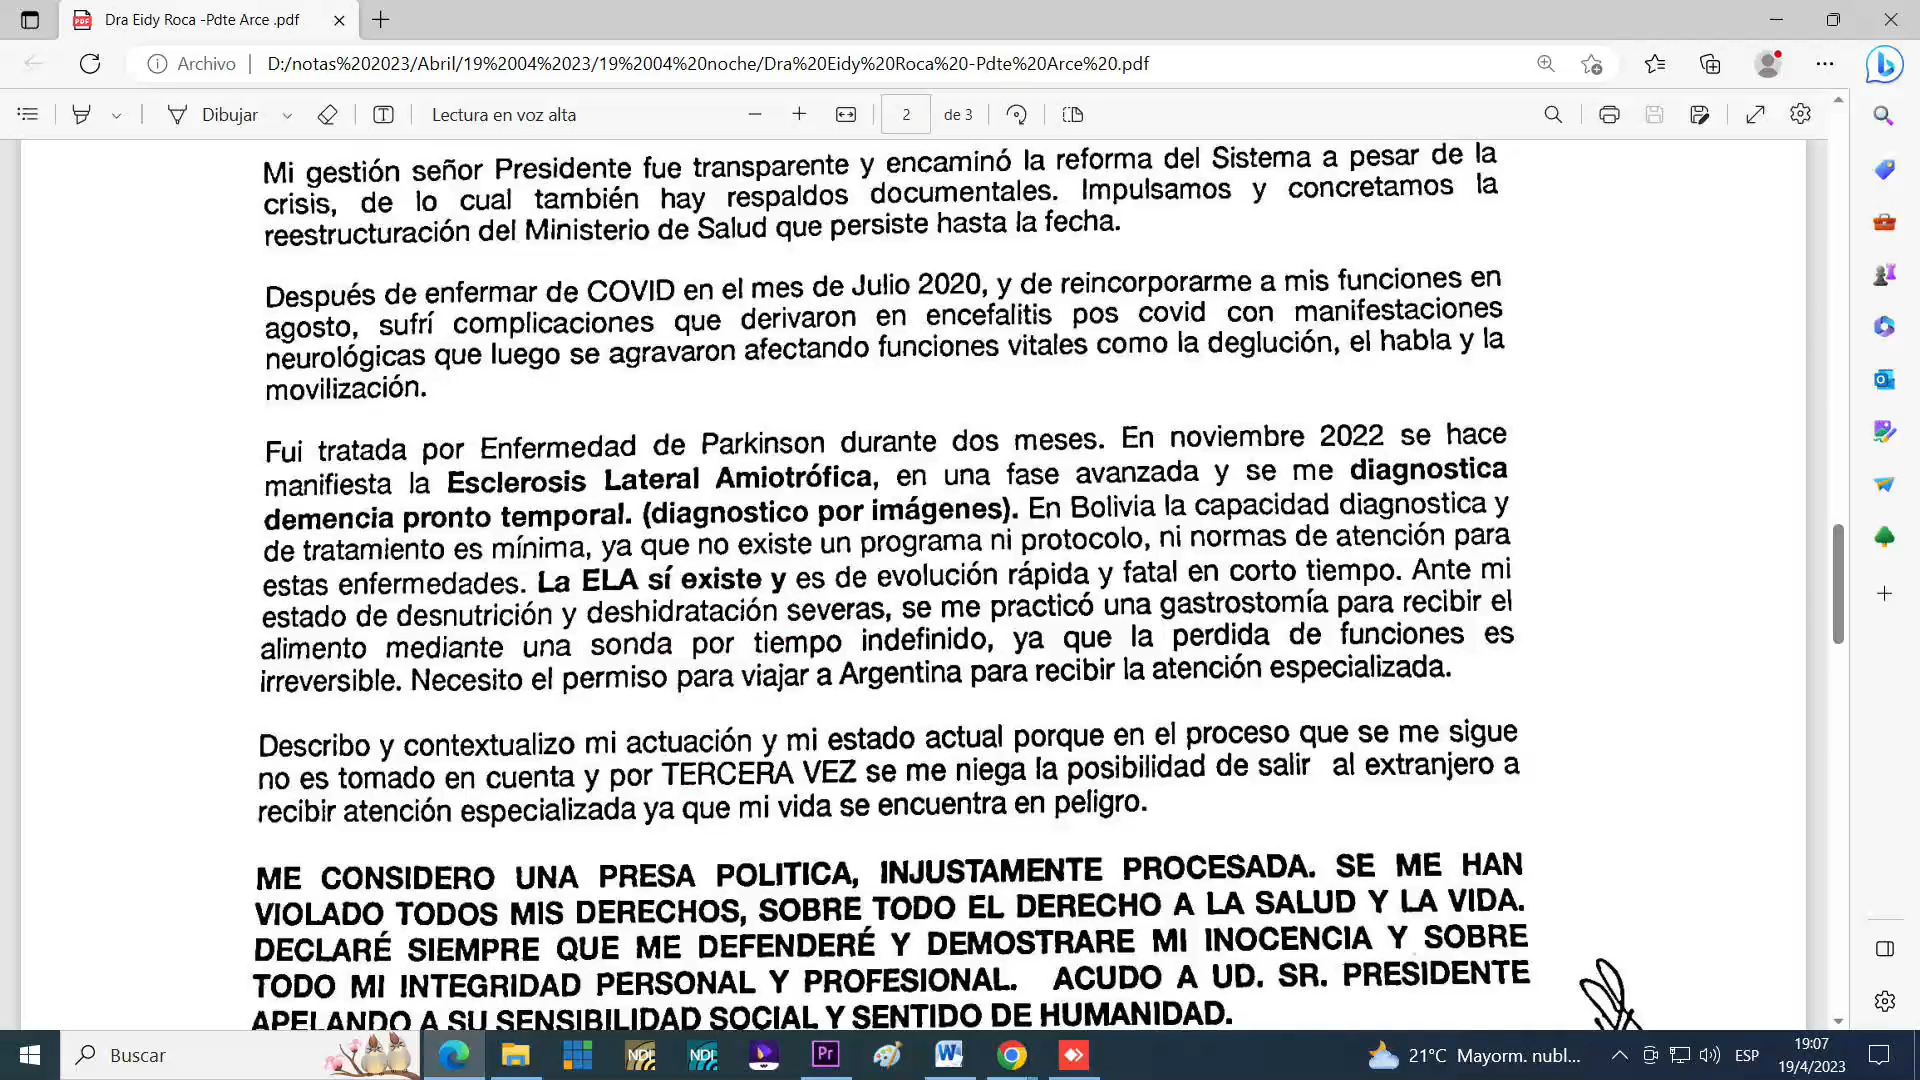 Dra Eidy Roca -Pdte Arce .pdf
Archivo
D:/notas%202023/Abril/19%2004%2023/19%2004%20noche/Dra%20Eidy%20Roca%20-Pdte%20Arce%20.pdf
Dibujar
Lectura en voz alta
2 de 3
Mi gestión señor Presidente fue transparente y encaminó la reforma del Sistema a pesar de la
crisis, de lo cual también hay respaldos documentales. Impulsamos y concretamos la
reestructuración del Ministerio de Salud que persiste hasta la fecha.
Después de enfermar de COVID en el mes de Julio 2020, y de reincorporarme a mis funciones en
agosto, sufrí complicaciones que derivaron en encefalitis pos covid con manifestaciones
neurológicas que luego se agravaron afectando funciones vitales como la deglución, el habla y la
movilización.
Fui tratada por Enfermedad de Parkinson durante dos meses. En noviembre 2022 se hace
manifiesta la Esclerosis Lateral Amiotrófica, en una fase avanzada y se me diagnostica
demencia pronto temporal. (diagnostico por imágenes). En Bolivia la capacidad diagnostica y
de tratamiento es mínima, ya que no existe un programa ni protocolo, ni normas de atención para
estas enfermedades. La ELA sí existe y es de evolución rápida y fatal en corto tiempo. Ante mi
estado de desnutrición y deshidratación severas, se me practicó una gastrostomía para recibir el
alimento mediante una sonda por tiempo indefinido, ya que la perdida de funciones es
irreversible. Necesito el permiso para viajar a Argentina para recibir la atención especializada.
Describo y contextualizo mi actuación y mi estado actual porque en el proceso que se me sigue
no es tomado en cuenta y por TERCERA VEZ se me niega la posibilidad de salir al extranjero a
recibir atención especializada ya que mi vida se encuentra en peligro.
ME CONSIDERO UNA PRESA POLITICA, INJUSTAMENTE PROCESADA. SE ME HAN
VIOLADO TODOS MIS DERECHOS, SOBRE TODO EL DERECHO A LA SALUD Y LA VIDA.
DECLARÉ SIEMPRE QUE ME DEFENDERÉ Y DEMOSTRARE MI INOCENCIA Y SOBRE
TODO MI INTEGRIDAD PERSONAL Y PROFESIONAL. ACUDO A UD. SR. PRESIDENTE
APELANDO A SU SENSIBILIDAD SOCIAL Y SENTIDO DE HUMANIDAD.
Buscar
NDI
NDI
Pr
21°C Mayorm. nubl...
ESP
19:07
19/4/2023